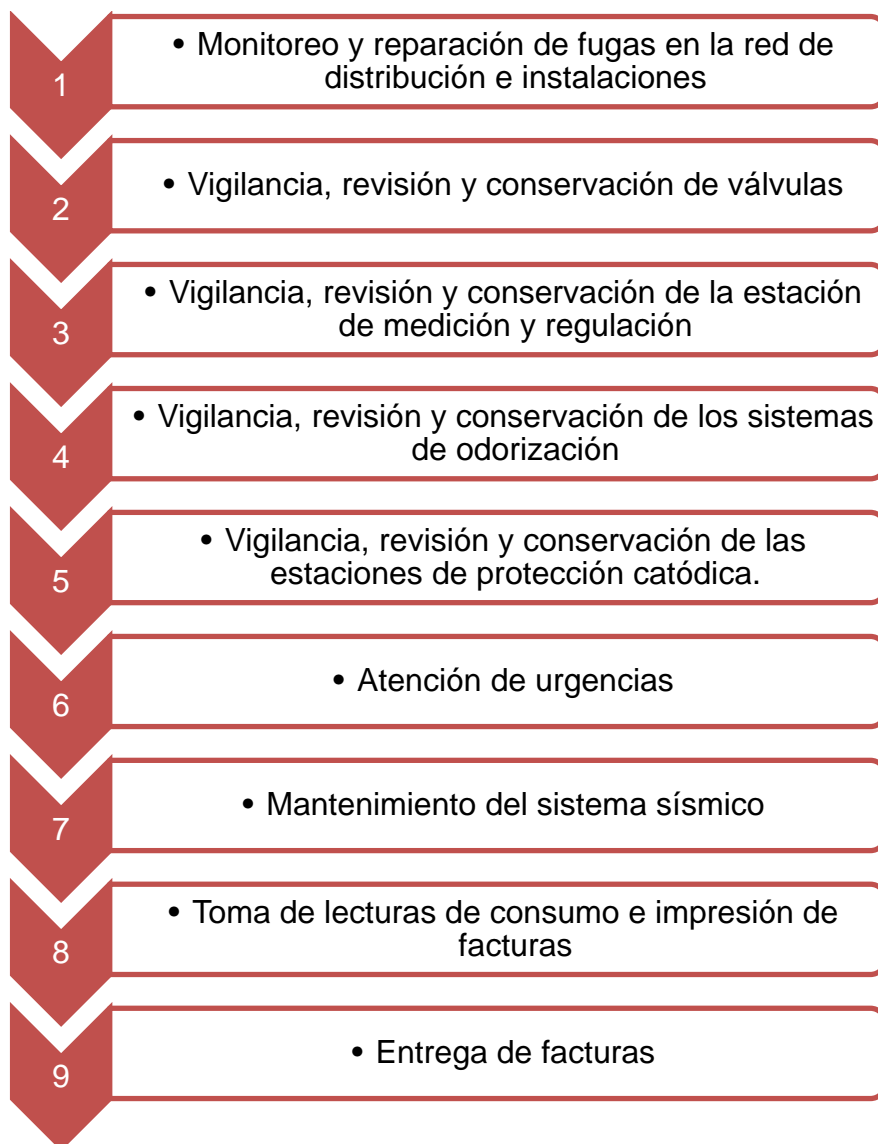 1
• Monitoreo y reparación de fugas en la red de
distribución e instalaciones
2
• Vigilancia, revisión y conservación de válvulas
3
• Vigilancia, revisión y conservación de la estación
de medición y regulación
4
• Vigilancia, revisión y conservación de los sistemas
de odorización
5
• Vigilancia, revisión y conservación de las
estaciones de protección catódica.
6
• Atención de urgencias
7
• Mantenimiento del sistema sísmico
8
• Toma de lecturas de consumo e impresión de
facturas
9
• Entrega de facturas